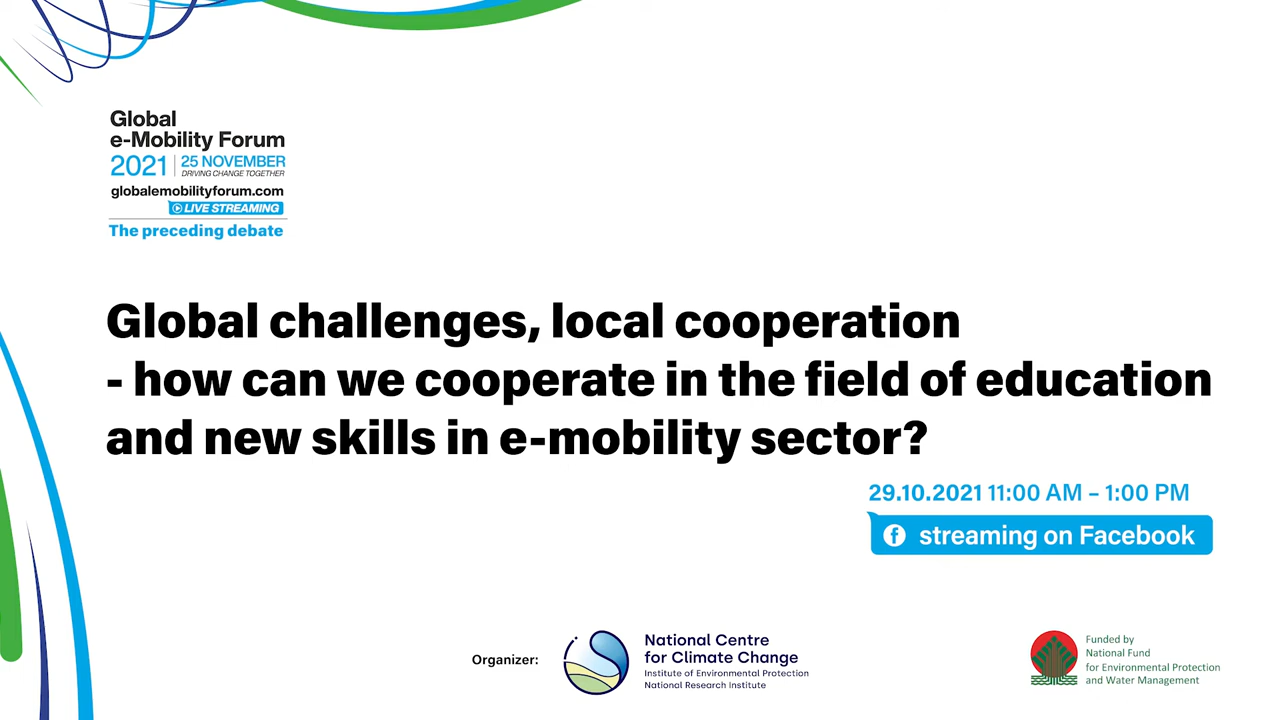 Global
e-Mobility Forum
2021 | 25 NOVEMBER
DRIVING CHANGE TOGETHER
globalemobilityforum.com
LIVE STREAMING
The preceding debate
Global challenges, local cooperation
- how can we cooperate in the field of education
and new skills in e-mobility sector?
29.10.2021 11:00 AM – 1:00 PM
streaming on Facebook
Organizer:
National Centre
for Climate Change
Institute of Environmental Protection
National Research Institute
Funded by
National Fund
for Environmental Protection
and Water Management